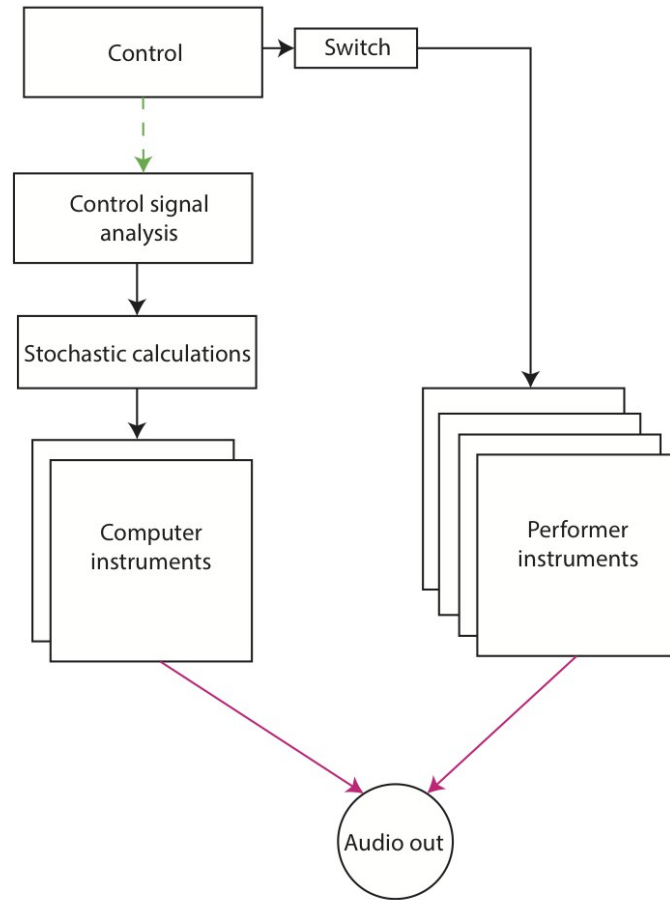 Control
Switch
Control signal
analysis
Stochastic calculations
Computer
instruments
Performer
instruments
Audio out